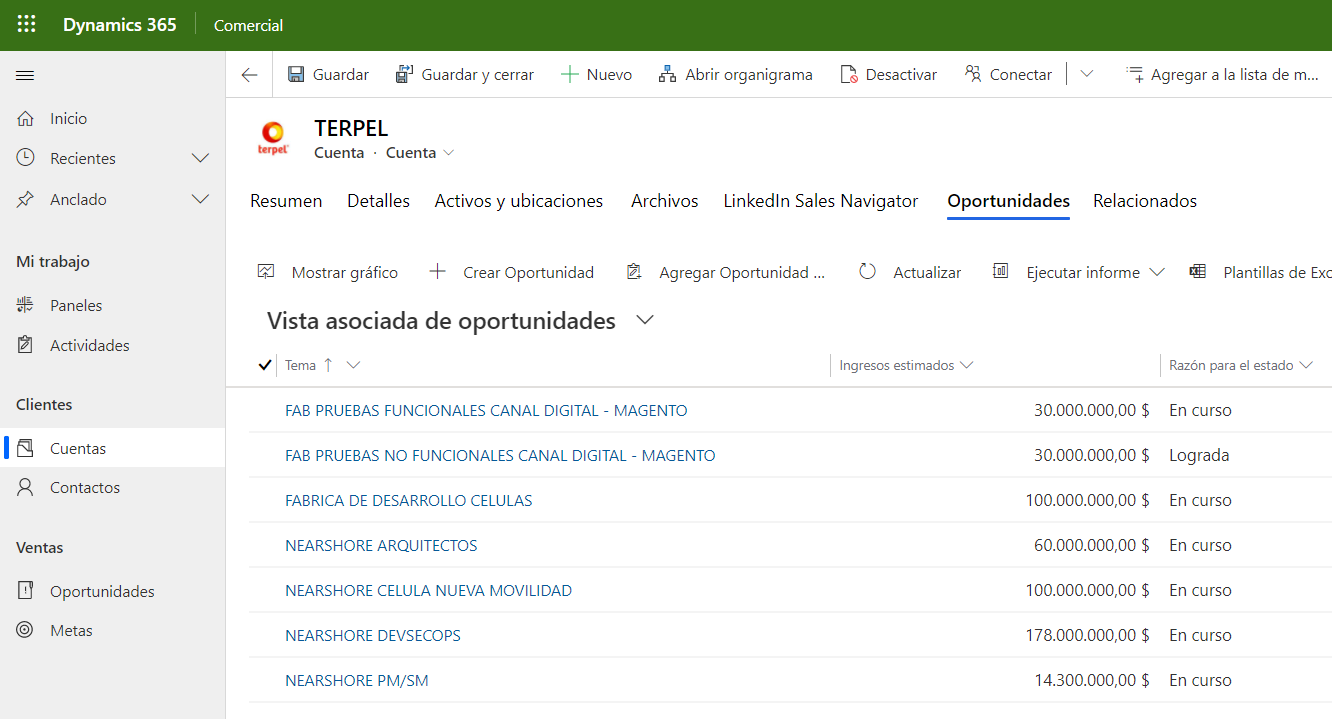 Dynamics 365 Comercial
Guardar Guardar y cerrar Nuevo Abrir organigrama Desactivar Conectar Agregar a la lista de m...
Inicio
Recientes
Anclado
Mi trabajo
Paneles
Actividades
Clientes
Cuentas
Contactos
Ventas
Oportunidades
Metas
terpel
TERPEL
Cuenta · Cuenta
Resumen Detalles Activos y ubicaciones Archivos LinkedIn Sales Navigator Oportunidades Relacionados
Mostrar gráfico Crear Oportunidad Agregar Oportunidad ... Actualizar Ejecutar informe Plantillas de Exc
Vista asociada de oportunidades
Tema Ingresos estimados Razón para el estado
FAB PRUEBAS FUNCIONALES CANAL DIGITAL - MAGENTO 30.000.000,00 $ En curso
FAB PRUEBAS NO FUNCIONALES CANAL DIGITAL - MAGENTO 30.000.000,00 $ Lograda
FABRICA DE DESARROLLO CELULAS 100.000.000,00 $ En curso
NEARSHORE ARQUITECTOS 60.000.000,00 $ En curso
NEARSHORE CELULA NUEVA MOVILIDAD 100.000.000,00 $ En curso
NEARSHORE DEVSECOPS 178.000.000,00 $ En curso
NEARSHORE PM/SM 14.300.000,00 $ En curso